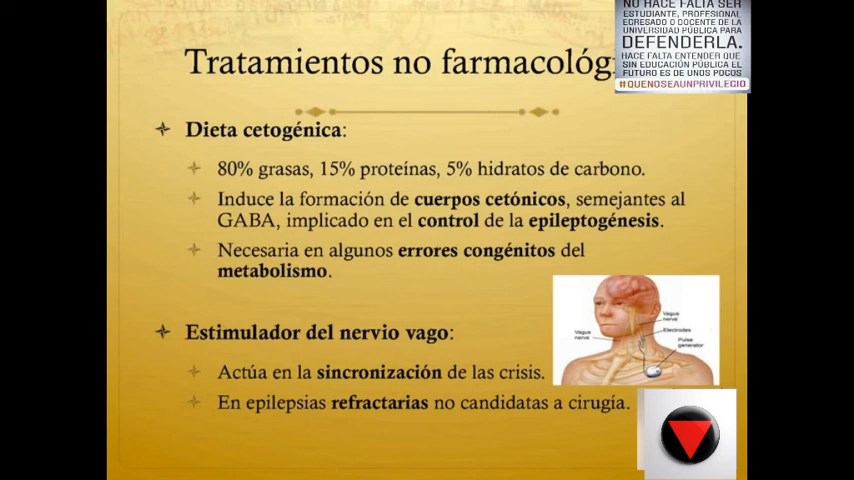 NO HACE FALTA SER
ESTUDIANTE, PROFESIONAL
EGRESADO O DOCENTE DE LA
UNIVERSIDAD PÚBLICA PARA
DEFENDERLA.
HACE FALTA ENTENDER QUE
SIN EDUCACIÓN PÚBLICA EL
FUTURO ES DE UNOS POCOS
#QUENOSEAUNPRIVILEGIO
Tratamientos no farmacológ
Dieta cetogénica:
80% grasas, 15% proteínas, 5% hidratos de carbono.
Induce la formación de cuerpos cetónicos, semejantes al
GABA, implicado en el control de la epileptogénesis.
Necesaria en algunos errores congénitos del
metabolismo.
Estimulador del nervio vago:
Actúa en la sincronización de las crisis.
En epilepsias refractarias no candidatas a cirugía.
Vagus
nerve
Vagus
nerve
Electrodes
Pulse
generator